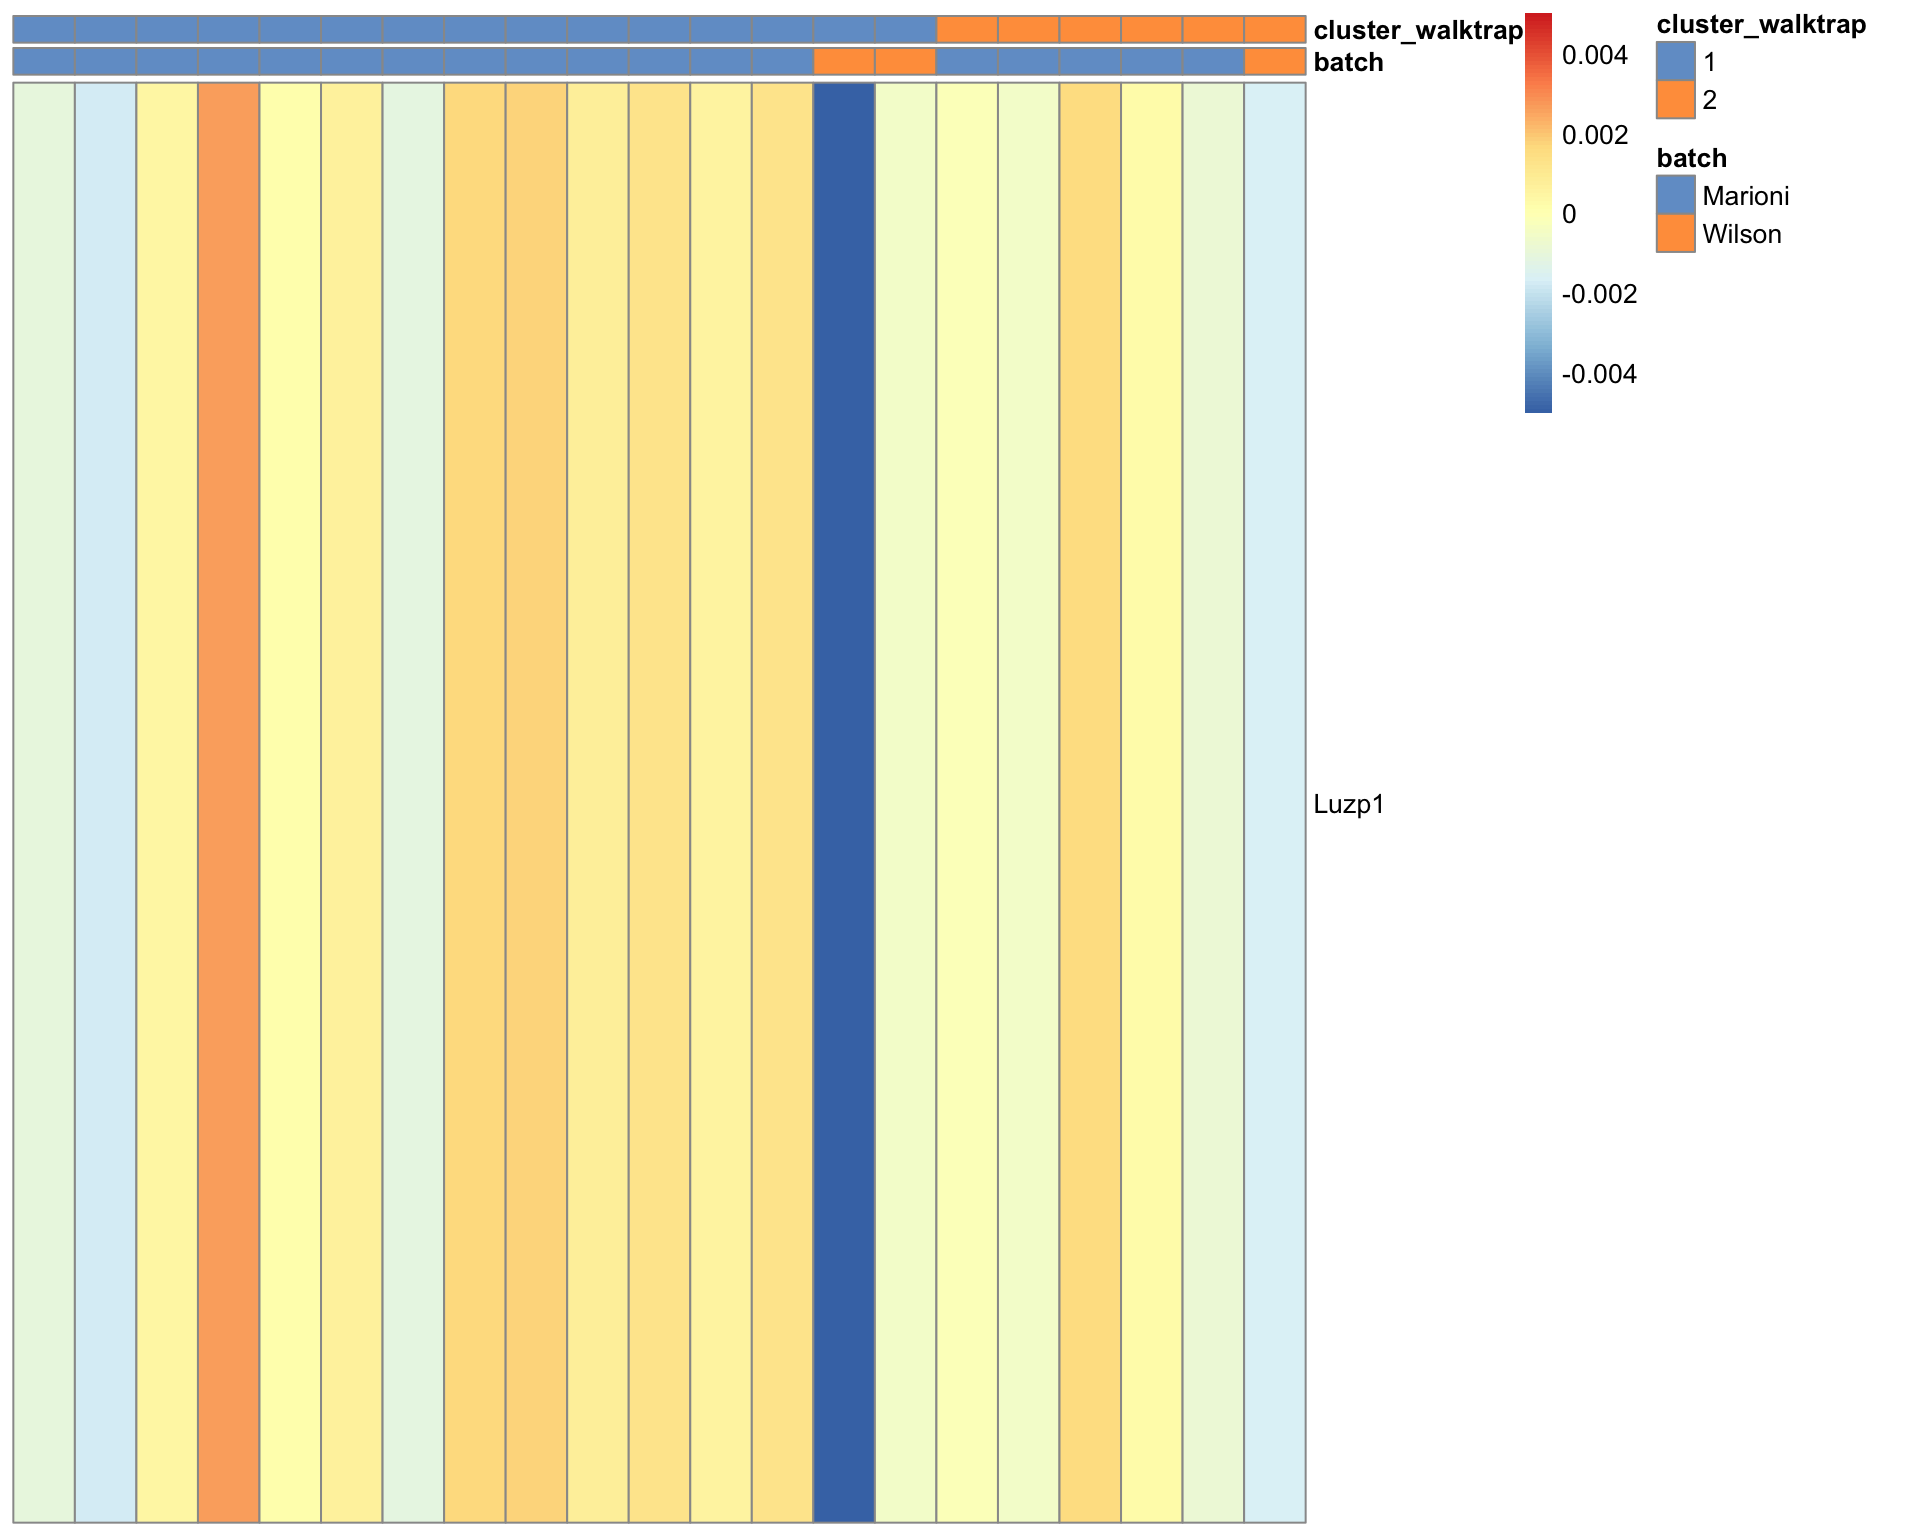 cluster_walktrap
batch
Luzp1
0.004
0.002
0
-0.002
-0.004
cluster_walktrap
1
2
batch
Marioni
Wilson